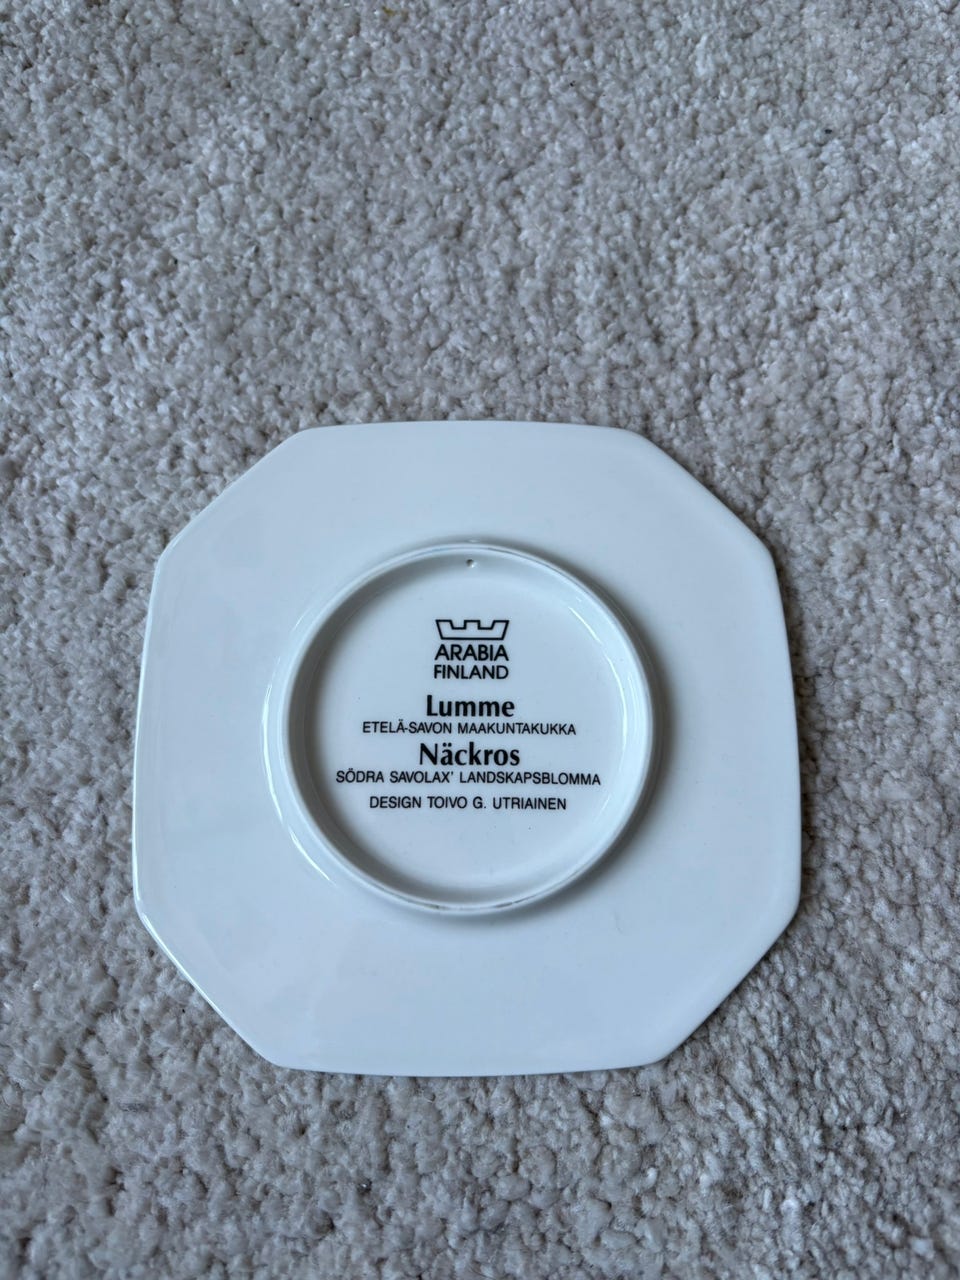 ARABIA
FINLAND
Lumme
ETELÄ-SAVON MAAKUNTAKUKKA
Näckros
SÖDRA SAVOLAX' LANDSKAPSBLOMMA
DESIGN TOIVO G. UTRIAINEN